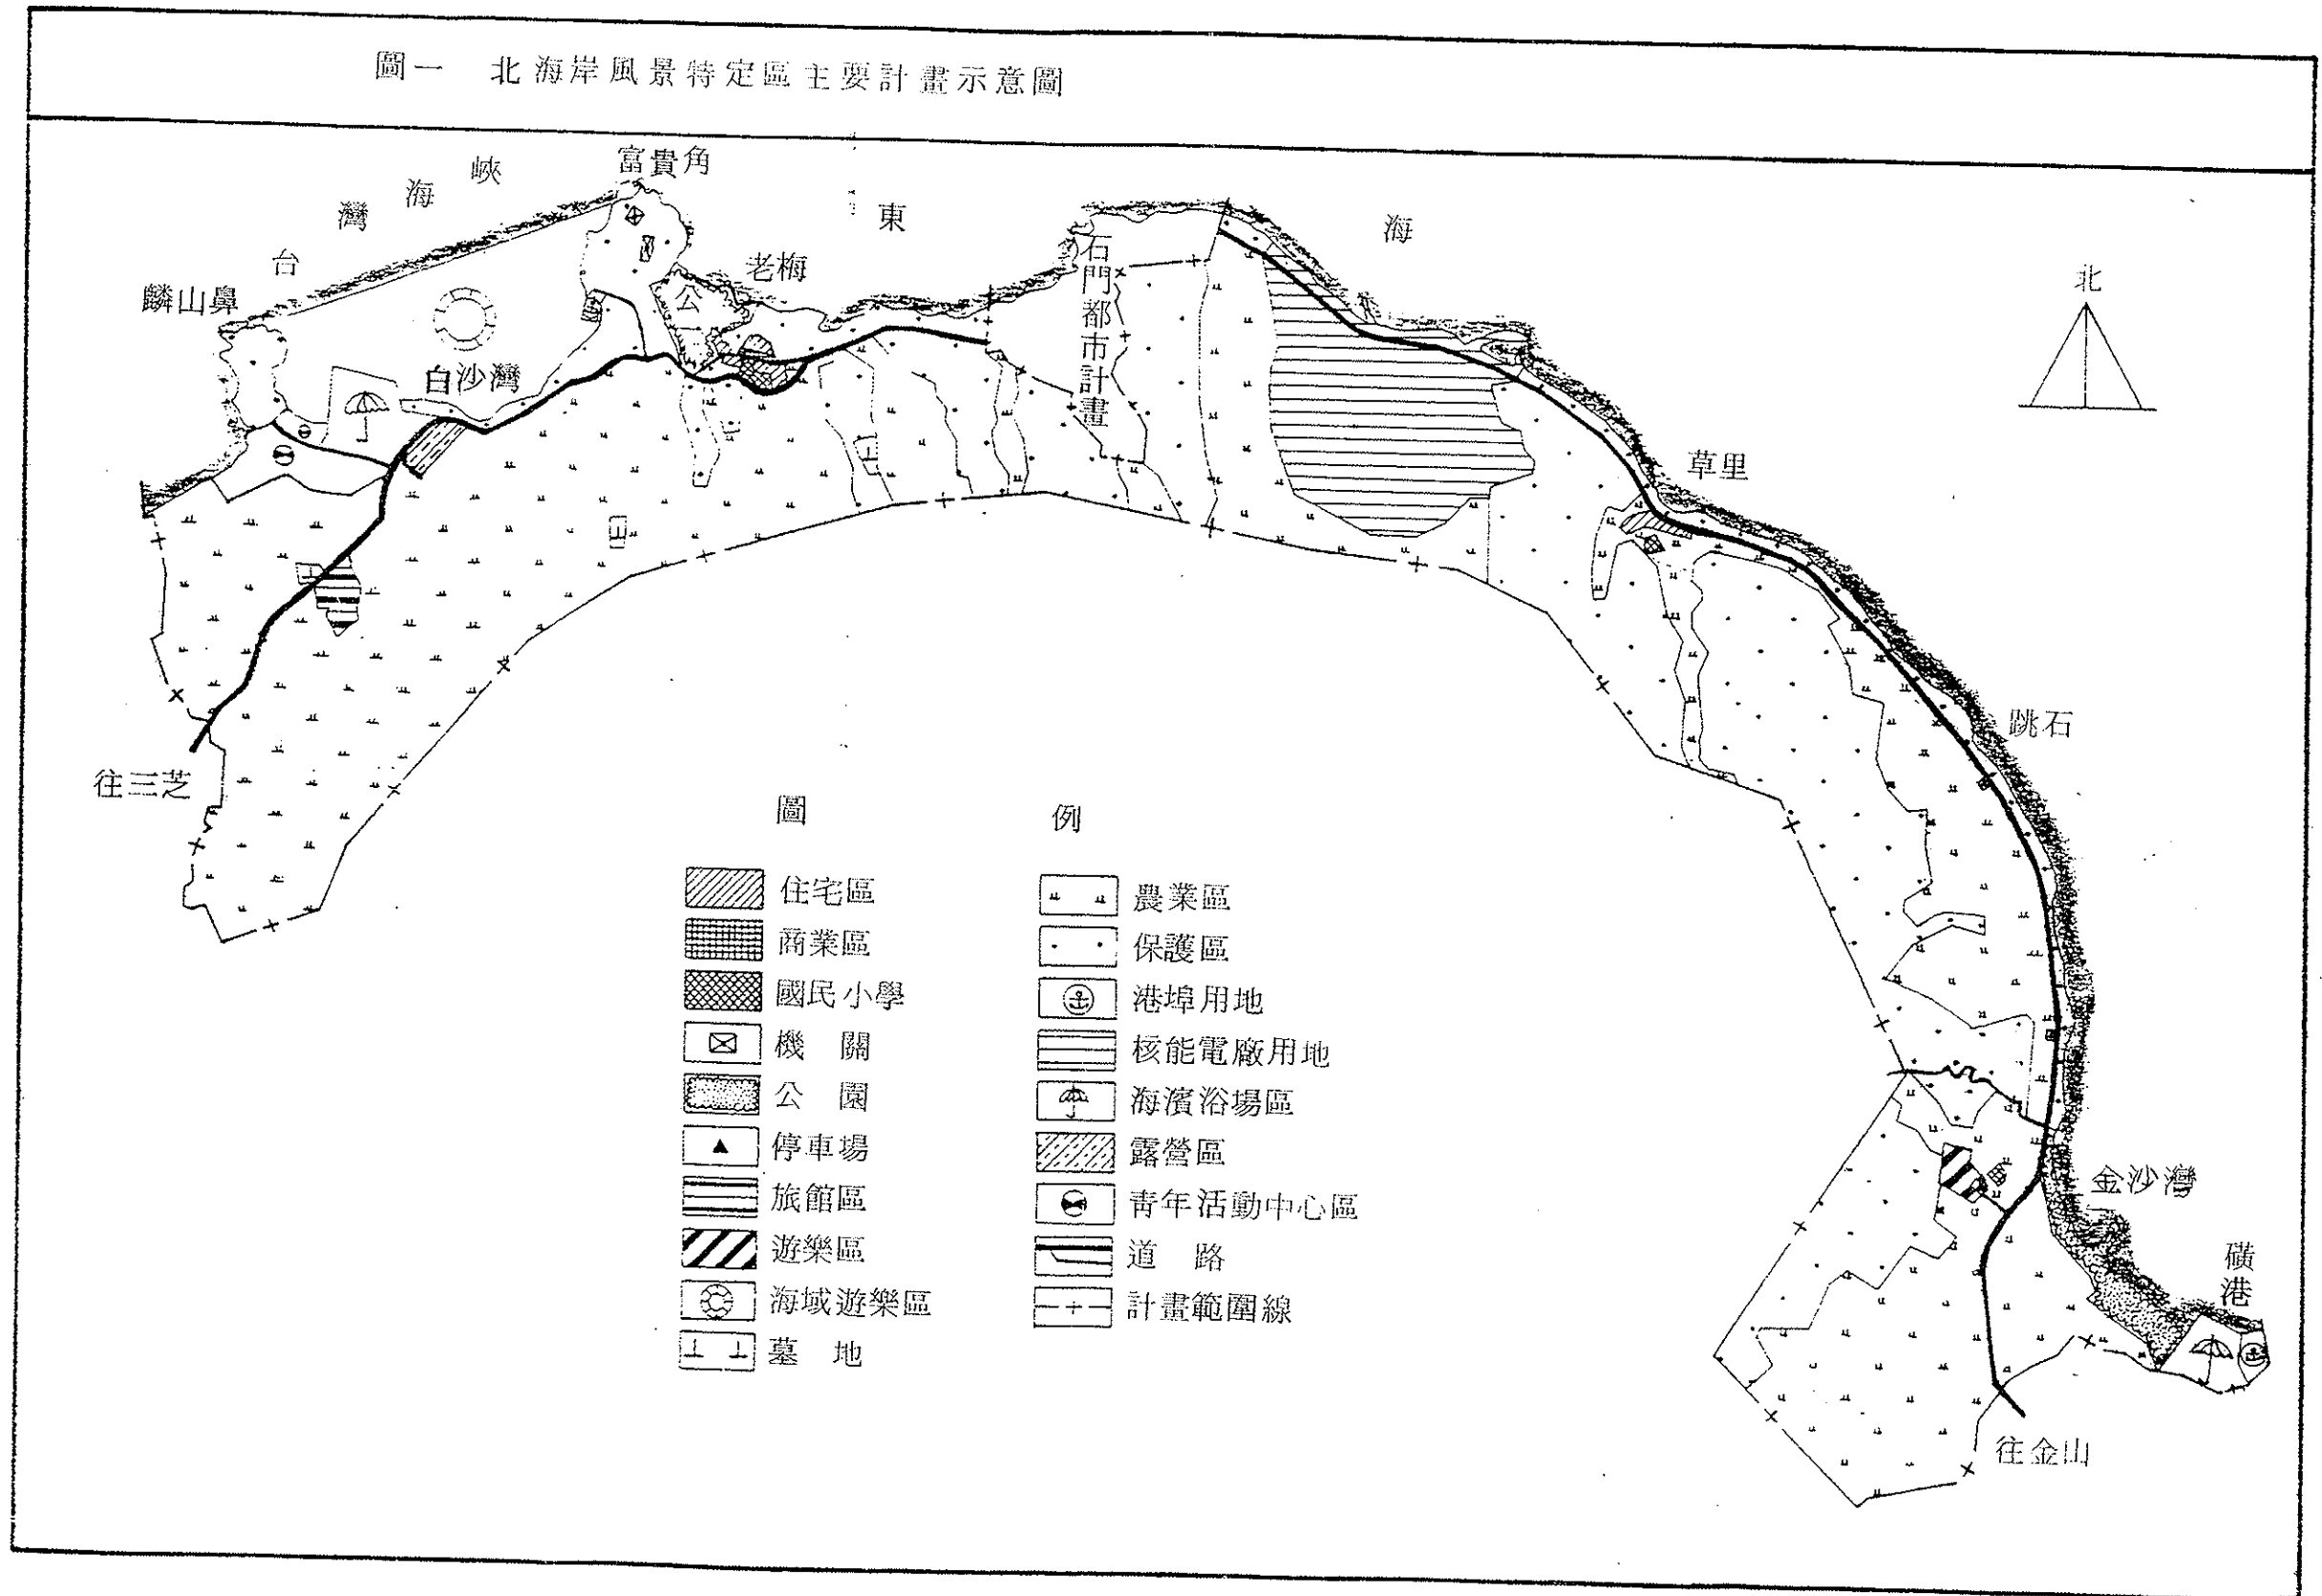 圖一　北海岸風景特定區主要計畫示意圖
台灣海峽
富貴角
東海
麟山鼻
老梅
公一
白沙灣
石門都市計畫
北
草里
跳石
往三芝
金沙灣
磺港
往金山
圖例
住宅區
商業區
國民小學
機關
公園
停車場
旅館區
遊樂區
海域遊樂區
墓地
農業區
保護區
港埠用地
核能電廠用地
海濱浴場區
露營區
青年活動中心區
道路
計畫範圍線